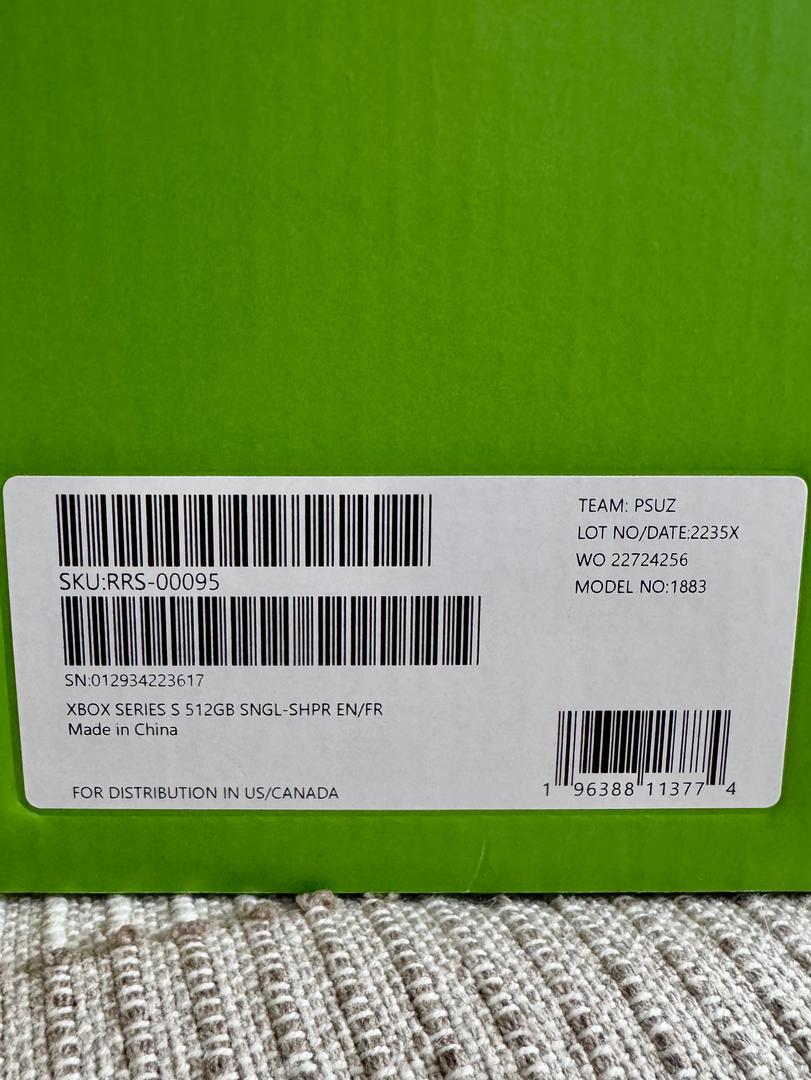 SKU:RRS-00095
SN:012934223617
XBOX SERIES S 512GB SNGL-SHPR EN/FR
Made in China
FOR DISTRIBUTION IN US/CANADA
TEAM: PSUZ
LOT NO/DATE:2235X
WO 22724256
MODEL NO:1883
1 96388 11377 4